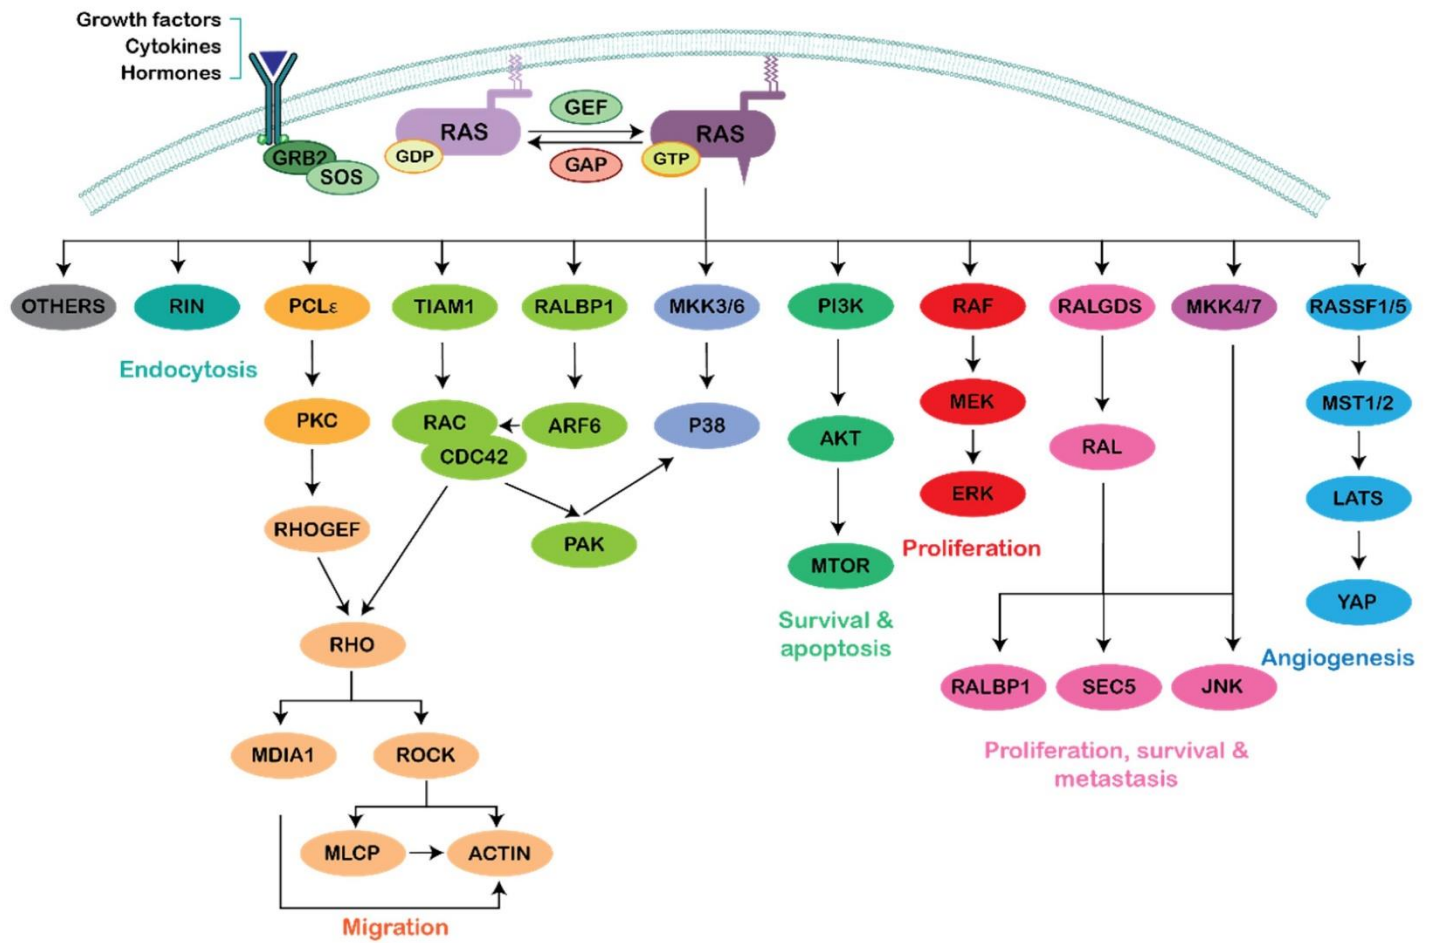 Growth factors
Cytokines
Hormones
GRB2
SOS
RAS
GDP
GEF
GAP
RAS
GTP
OTHERS
RIN
PCLε
TIAM1
RALBP1
MKK3/6
PI3K
RAF
RALGDS
MKK4/7
RASSF1/5
Endocytosis
PKC
RAC
CDC42
ARF6
P38
AKT
MEK
RAL
MST1/2
RHOGEF
PAK
MTOR
ERK
LATS
Proliferation
Survival &
apoptosis
YAP
Angiogenesis
RHO
RALBP1
SEC5
JNK
Proliferation, survival &
metastasis
MDIA1
ROCK
MLCP
ACTIN
Migration